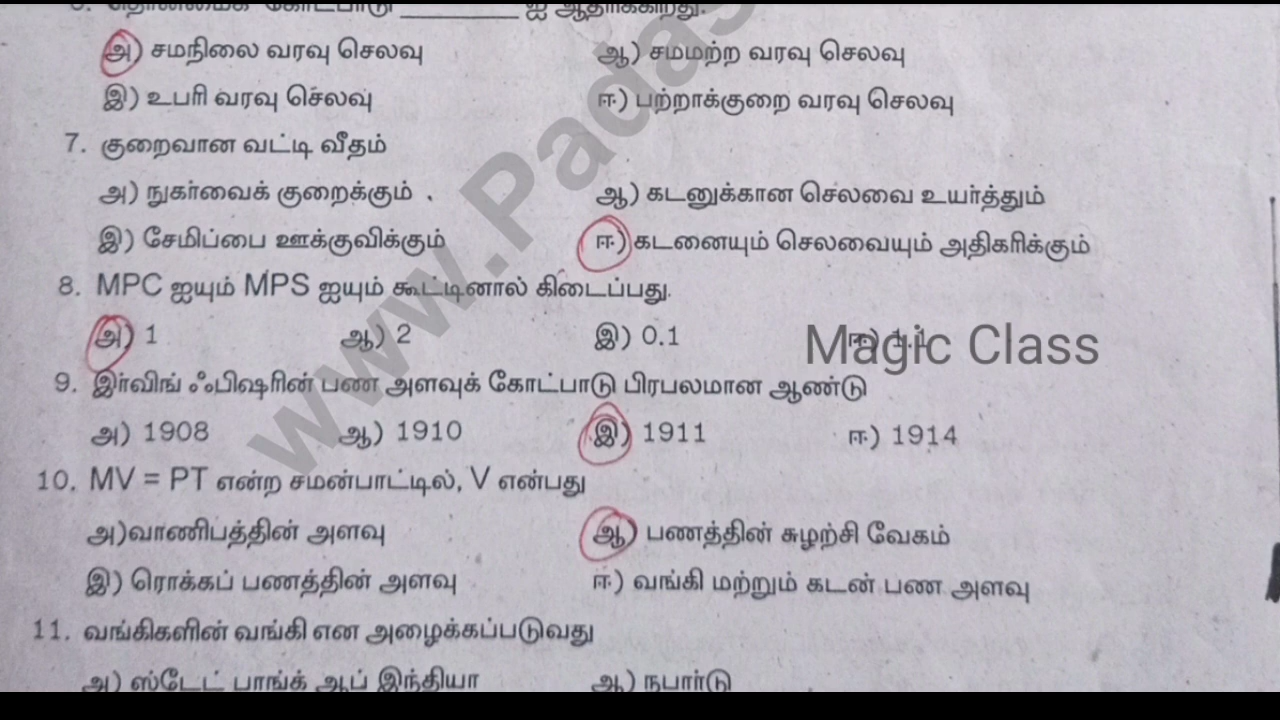 அ) சமநிலை வரவு செலவு ஆ) சமமற்ற வரவு செலவு
இ) உபரி வரவு செலவு ஈ) பற்றாக்குறை வரவு செலவு
7. குறைவான வட்டி வீதம்
அ) நுகர்வைக் குறைக்கும் . ஆ) கடனுக்கான செலவை உயர்த்தும்
இ) சேமிப்பை ஊக்குவிக்கும் ஈ) கடனையும் செலவையும் அதிகரிக்கும்
8. MPC ஐயும் MPS ஐயும் கூட்டினால் கிடைப்பது.
அ) 1 ஆ) 2 இ) 0.1 ஈ) 1.1
Magic Class
9. இர்விங் ஃபிஷரின் பண அளவுக் கோட்பாடு பிரபலமான ஆண்டு
அ) 1908 ஆ) 1910 இ) 1911 ஈ) 1914
10. MV = PT என்ற சமன்பாட்டில், V என்பது
அ)வாணிபத்தின் அளவு ஆ) பணத்தின் சுழற்சி வேகம்
இ) ரொக்கப் பணத்தின் அளவு ஈ) வங்கி மற்றும் கடன் பண அளவு
11. வங்கிகளின் வங்கி என அழைக்கப்படுவது
அ) ஸ்டேட் பாங்க் ஆப் இந்தியா ஆ) நபார்டு
www.Padas